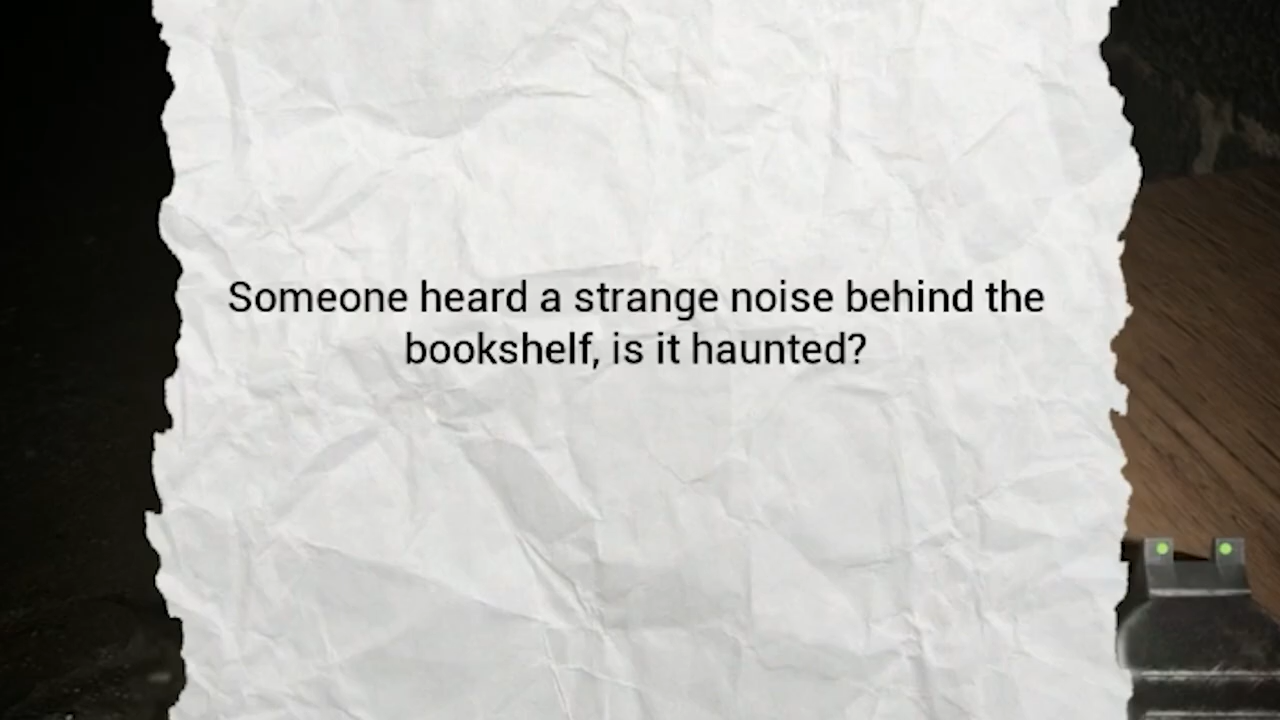 Someone heard a strange noise behind the
bookshelf, is it haunted?